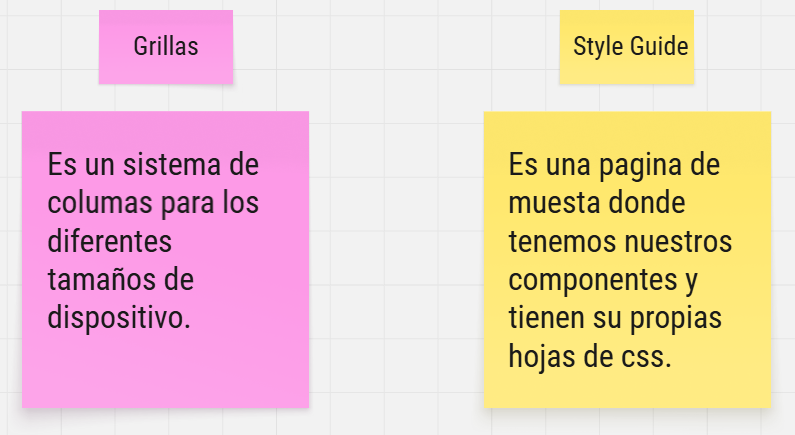 Grillas
Style Guide
Es un sistema de
columas para los
diferentes
tamaños de
dispositivo.
Es una pagina de
muesta donde
tenemos nuestros
componentes y
tienen su propias
hojas de css.